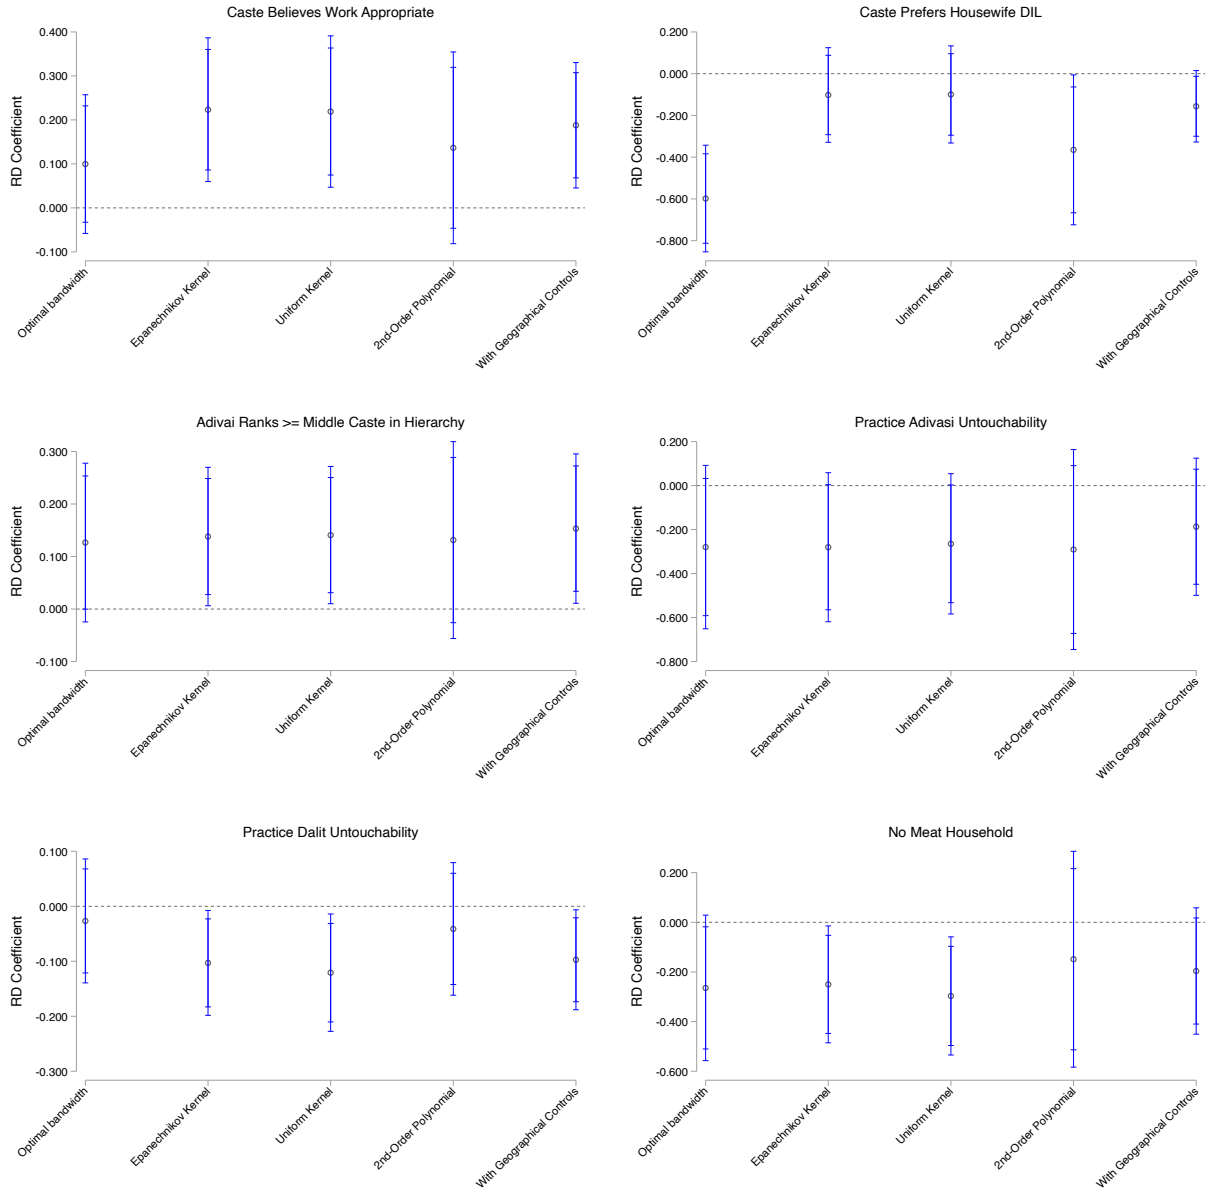 Caste Believes Work Appropriate
RD Coefficient
0.400
0.300
0.200
0.100
0.000
-0.100
Optimal bandwidth
Epanechnikov Kernel
Uniform Kernel
2nd-Order Polynomial
With Geographical Controls
Caste Prefers Housewife DIL
RD Coefficient
0.200
0.000
-0.200
-0.400
-0.600
-0.800
Optimal bandwidth
Epanechnikov Kernel
Uniform Kernel
2nd-Order Polynomial
With Geographical Controls
Adivai Ranks >= Middle Caste in Hierarchy
RD Coefficient
0.300
0.200
0.100
0.000
-0.100
Optimal bandwidth
Epanechnikov Kernel
Uniform Kernel
2nd-Order Polynomial
With Geographical Controls
Practice Adivasi Untouchability
RD Coefficient
0.200
0.000
-0.200
-0.400
-0.600
-0.800
Optimal bandwidth
Epanechnikov Kernel
Uniform Kernel
2nd-Order Polynomial
With Geographical Controls
Practice Dalit Untouchability
RD Coefficient
0.100
0.000
-0.100
-0.200
-0.300
Optimal bandwidth
Epanechnikov Kernel
Uniform Kernel
2nd-Order Polynomial
With Geographical Controls
No Meat Household
RD Coefficient
0.200
0.000
-0.200
-0.400
-0.600
Optimal bandwidth
Epanechnikov Kernel
Uniform Kernel
2nd-Order Polynomial
With Geographical Controls